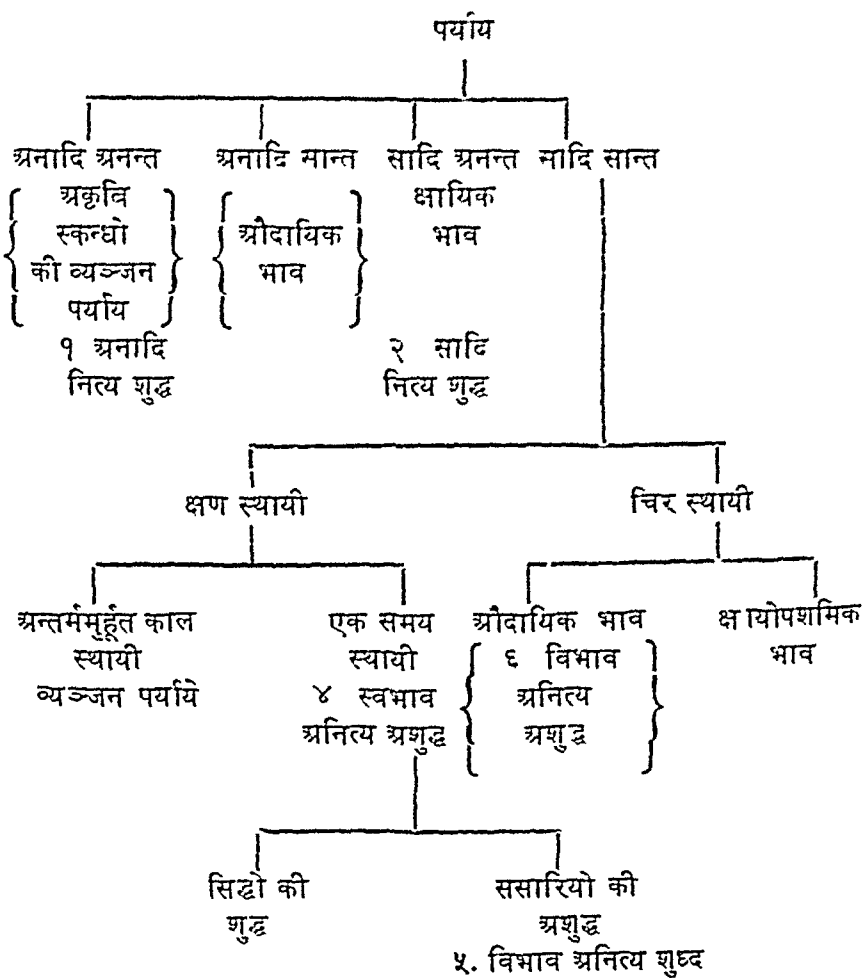 पर्याय
अनादि अनन्त अनादि सान्त सादि अनन्त सादि सान्त
अकृत्रि क्षायिक
स्कन्धो औदायिक भाव
की व्यञ्जन भाव
पर्याय
१ अनादि २ सादि
नित्य शुद्ध नित्य शुद्ध
क्षण स्थायी चिर स्थायी
अन्तर्ममुर्हूत काल एक समय औदायिक भाव क्षायोपशमिक
स्थायी स्थायी ६ विभाव भाव
व्यञ्जन पर्याये ४ स्वभाव अनित्य
अनित्य अशुद्ध अशुद्ध
सिद्धो की ससारियो की
शुद्ध अशुद्ध
५. विभाव अनित्य शुध्द